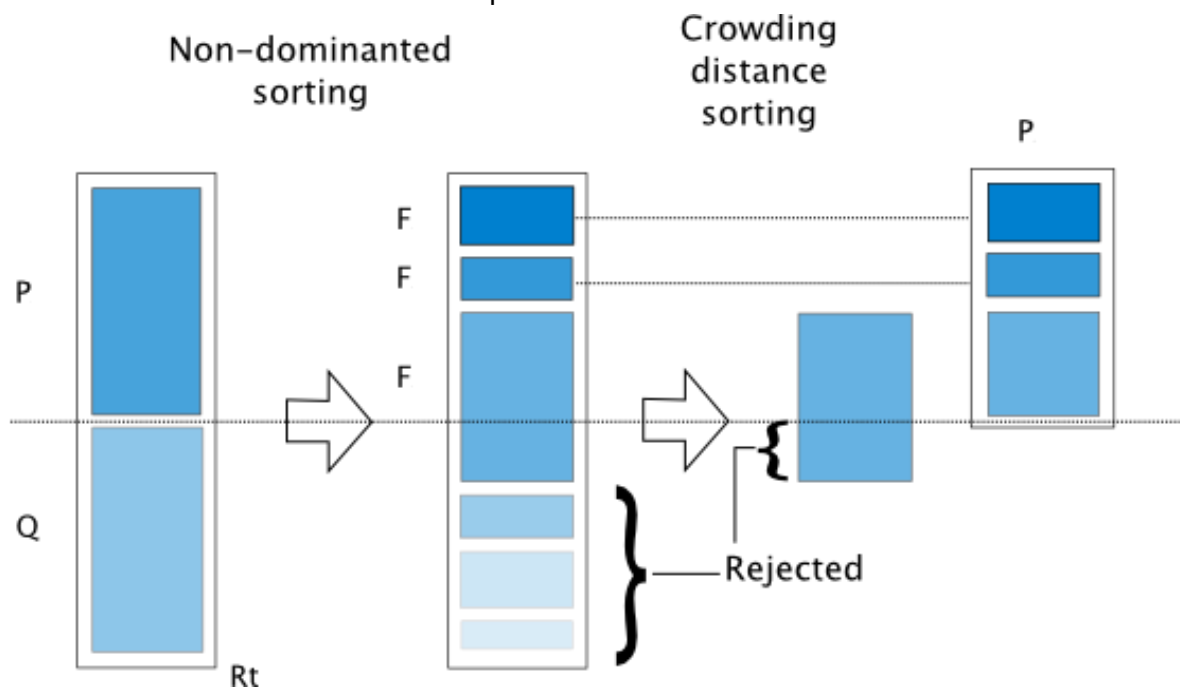 Non-dominanted
sorting
Crowding
distance
sorting
P
F
F
P
F
Q
Rejected
Rt